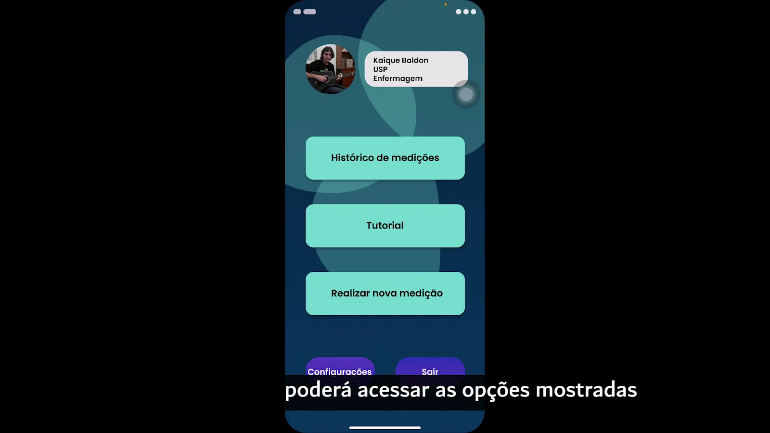 Kaique Baldon
USP
Enfermagem
Histórico de medições
Tutorial
Realizar nova medição
Configurações
Sair
poderá acessar as opções mostradas